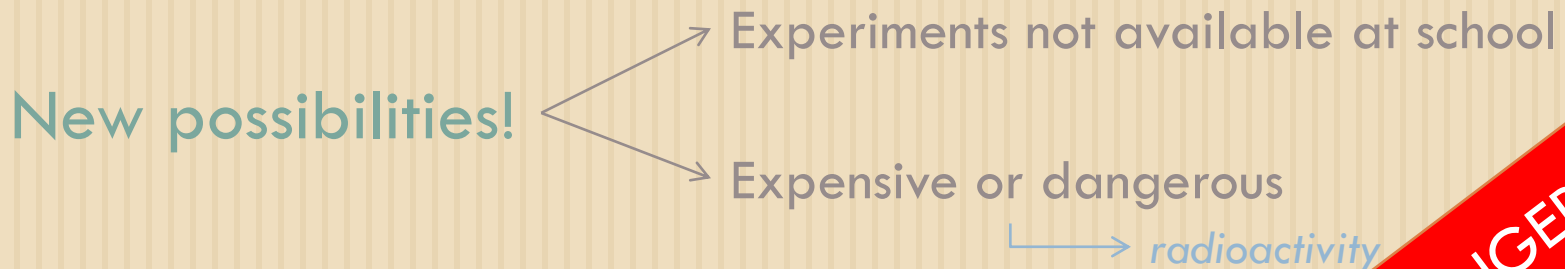 Experiments not available at school
New possibilities!
Expensive or dangerous
radioactivity